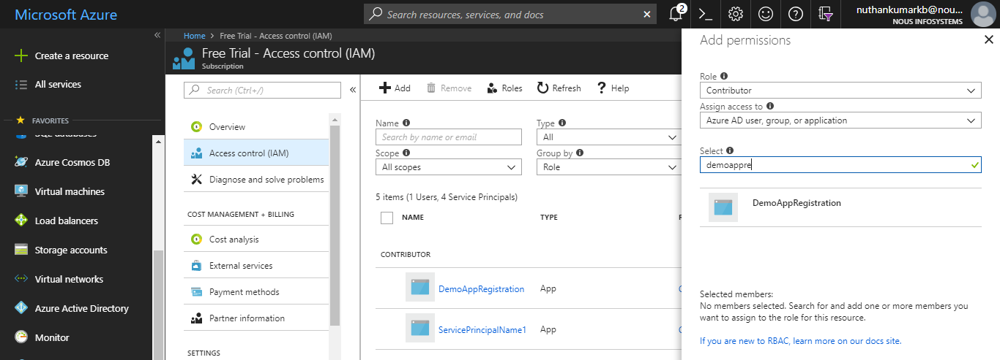 Microsoft Azure
Search resources, services, and docs
2
nuthankumarkb@nou...
NOUS INFOSYSTEMS
Create a resource
All services
FAVORITES
SQL databases
Azure Cosmos DB
Virtual machines
Load balancers
Storage accounts
Virtual networks
Azure Active Directory
Monitor
Home > Free Trial - Access control (IAM)
Free Trial - Access control (IAM)
Subscription
Search (Ctrl+/)
Overview
Access control (IAM)
Diagnose and solve problems
COST MANAGEMENT + BILLING
Cost analysis
External services
Payment methods
Partner information
SETTINGS
Add Remove Roles Refresh Help
Name Type
Search by name or email All
Scope Group by
All scopes Role
5 items (1 Users, 4 Service Principals)
NAME TYPE
CONTRIBUTOR
DemoAppRegistration App
ServicePrincipalName1 App
Add permissions
Role
Contributor
Assign access to
Azure AD user, group, or application
Select
demoappre
DemoAppRegistration
Selected members:
No members selected. Search for and add one or more members you
want to assign to the role for this resource.
If you are new to RBAC, learn more on our docs site.